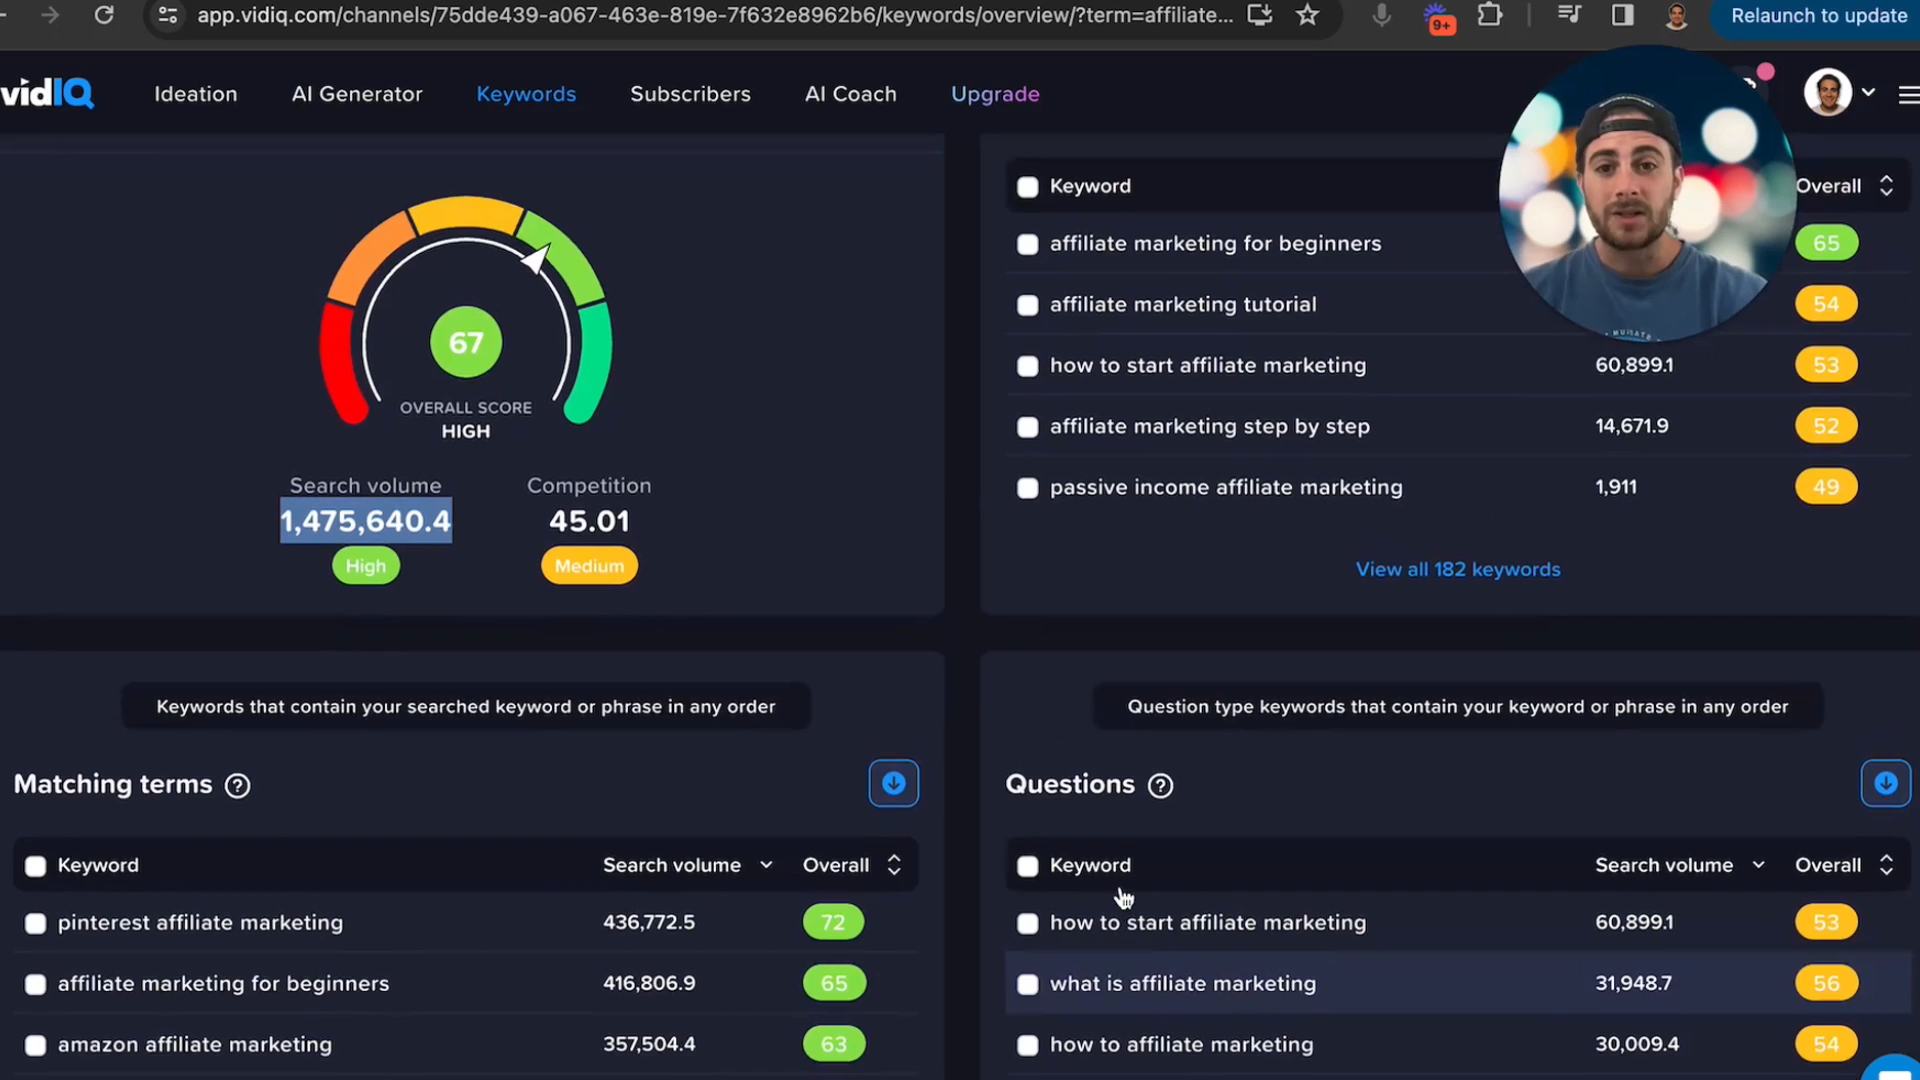 app.vidiq.com/channels/75dde439-a067-463e-819e-7f632e8962b6/keywords/overview/?term=affiliate...
9+
Relaunch to update
vidIQ
Ideation
AI Generator
Keywords
Subscribers
AI Coach
Upgrade
67
OVERALL SCORE
HIGH
Search volume
1,475,640.4
High
Competition
45.01
Medium
Keyword
Overall
affiliate marketing for beginners
65
affiliate marketing tutorial
54
how to start affiliate marketing
60,899.1
53
affiliate marketing step by step
14,671.9
52
passive income affiliate marketing
1,911
49
View all 182 keywords
Keywords that contain your searched keyword or phrase in any order
Matching terms ?
Keyword
Search volume
Overall
pinterest affiliate marketing
436,772.5
72
affiliate marketing for beginners
416,806.9
65
amazon affiliate marketing
357,504.4
63
Question type keywords that contain your keyword or phrase in any order
Questions ?
Keyword
Search volume
Overall
how to start affiliate marketing
60,899.1
53
what is affiliate marketing
31,948.7
56
how to affiliate marketing
30,009.4
54